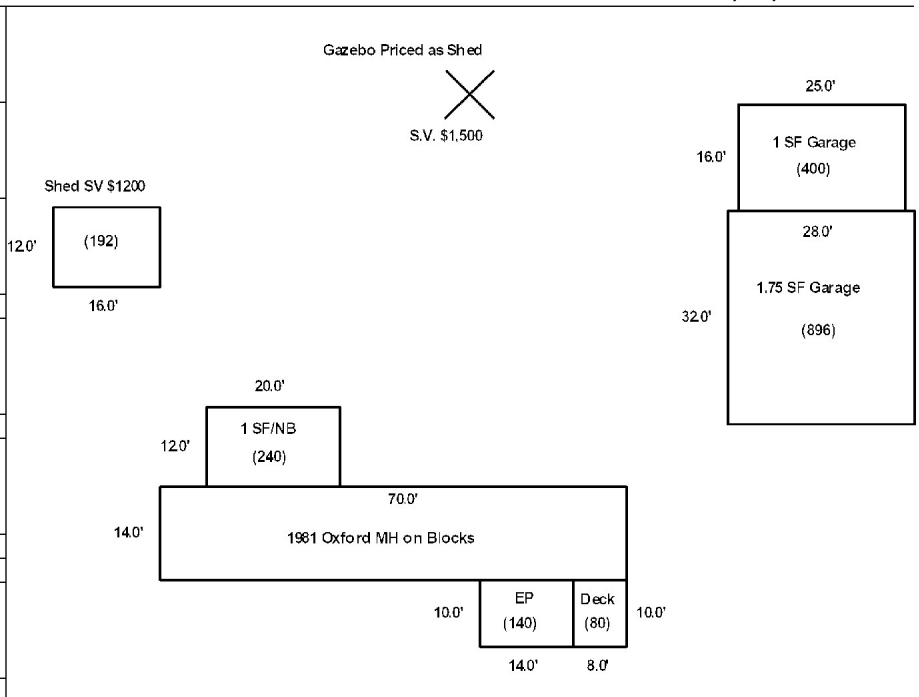 Gazebo Priced as Shed
S.V. $1,500
25.0'
16.0'
1 SF Garage
(400)
28.0'
32.0'
1.75 SF Garage
(896)
Shed SV $1200
12.0'
(192)
16.0'
20.0'
12.0'
1 SF/NB
(240)
70.0'
14.0'
1981 Oxford MH on Blocks
10.0'
EP
(140)
Deck
(80)
10.0'
14.0'
8.0'